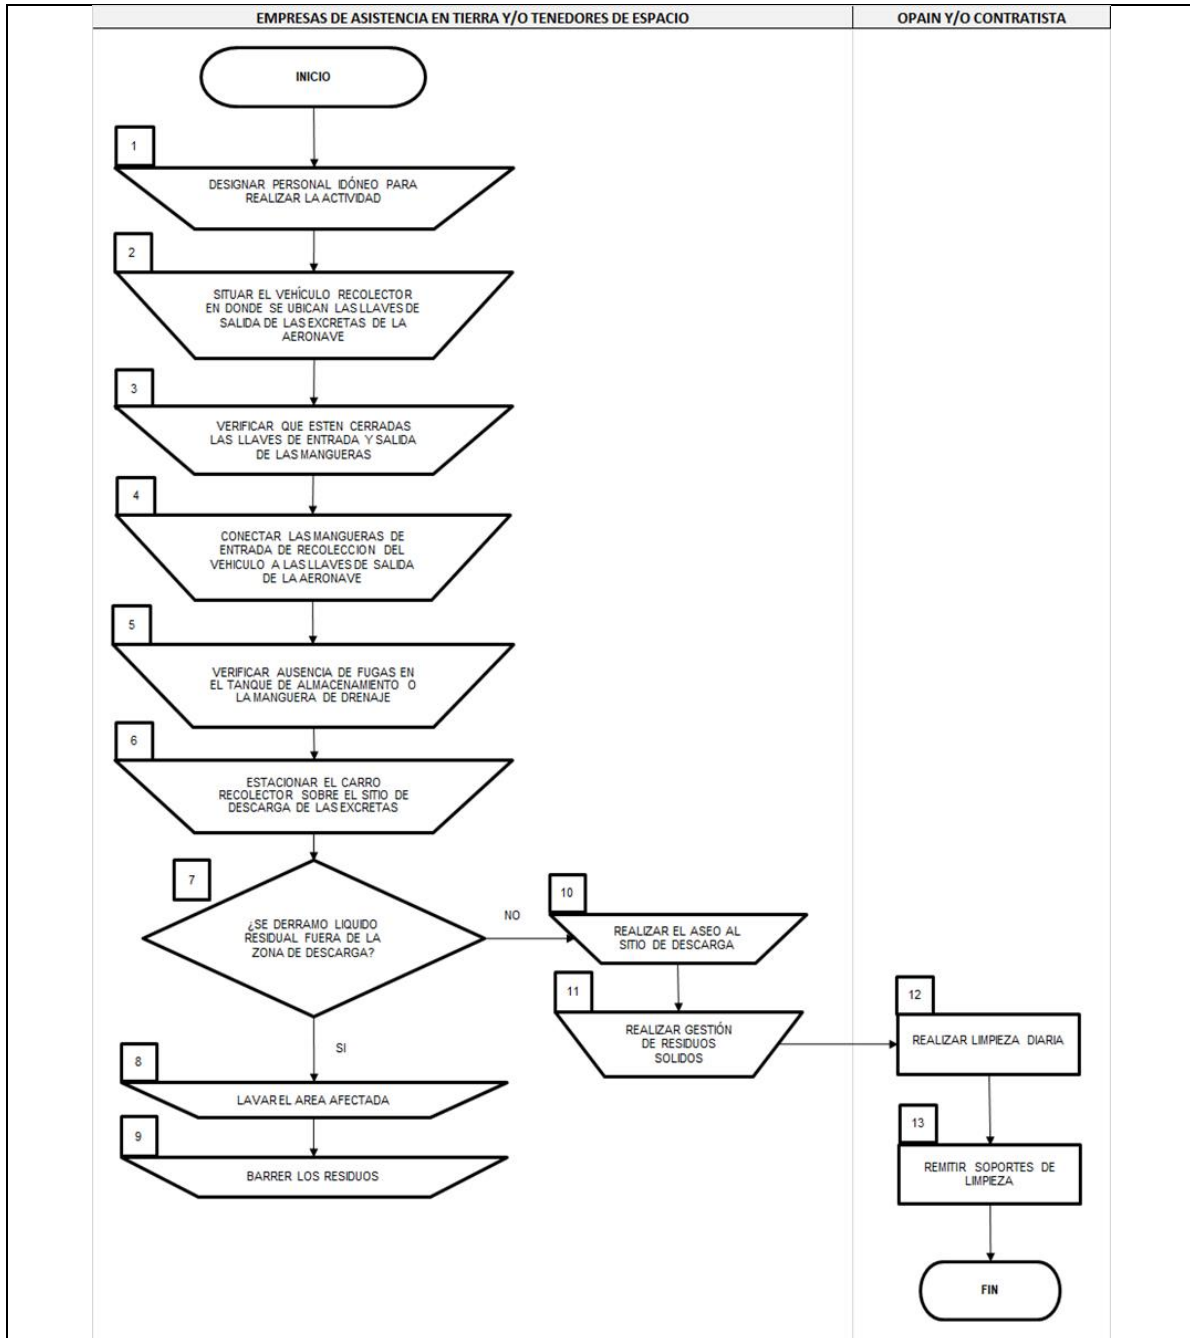 EMPRESAS DE ASISTENCIA EN TIERRA Y/O TENEDORES DE ESPACIO
OPAIN Y/O CONTRATISTA
INICIO
1
DESIGNAR PERSONAL IDÓNEO PARA
REALIZAR LA ACTIVIDAD
2
SITUAR EL VEHÍCULO RECOLECTOR
EN DONDE SE UBICAN LAS LLAVES DE
SALIDA DE LAS EXCRETAS DE LA
AERONAVE
3
VERIFICAR QUE ESTEN CERRADAS
LAS LLAVES DE ENTRADA Y SALIDA
DE LAS MANGUERAS
4
CONECTAR LAS MANGUERAS DE
ENTRADA DE RECOLECCION DEL
VEHICULO A LAS LLAVES DE SALIDA
DE LA AERONAVE
5
VERIFICAR AUSENCIA DE FUGAS EN
EL TANQUE DE ALMACENAMIENTO O
LA MANGUERA DE DRENAJE
6
ESTACIONAR EL CARRO
RECOLECTOR SOBRE EL SITIO DE
DESCARGA DE LAS EXCRETAS
7
¿SE DERRAMO LIQUIDO
RESIDUAL FUERA DE LA
ZONA DE DESCARGA?
NO
SI
8
LAVAR EL AREA AFECTADA
9
BARRER LOS RESIDUOS
10
REALIZAR EL ASEO AL
SITIO DE DESCARGA
11
REALIZAR GESTIÓN
DE RESIDUOS
SOLIDOS
12
REALIZAR LIMPIEZA DIARIA
13
REMITIR SOPORTES DE
LIMPIEZA
FIN